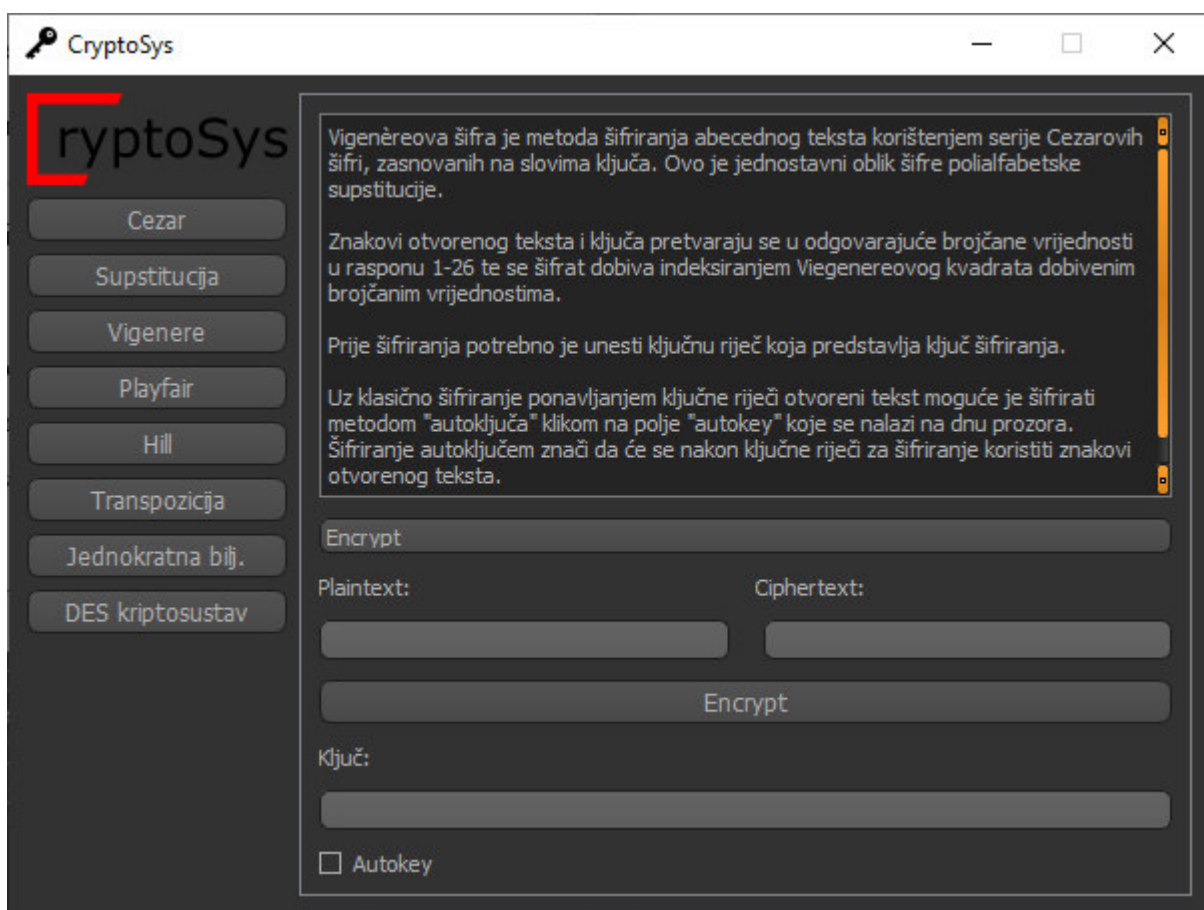 CryptoSys
CryptoSys
Cezar
Supstitucija
Vigenere
Playfair
Hill
Transpozicija
Jednokratna bilj.
DES kriptosustav
Vigenèreova šifra je metoda šifriranja abecednog teksta korištenjem serije Cezarovih
šifri, zasnovanih na slovima ključa. Ovo je jednostavni oblik šifre polialfabetske
supstitucije.
Znakovi otvorenog teksta i ključa pretvaraju se u odgovarajuće brojčane vrijednosti
u rasponu 1-26 te se šifrat dobiva indeksiranjem Viegenereovog kvadrata dobivenim
brojčanim vrijednostima.
Prije šifriranja potrebno je unesti ključnu riječ koja predstavlja ključ šifriranja.
Uz klasično šifriranje ponavljanjem ključne riječi otvoreni tekst moguće je šifrirati
metodom "autoključa" klikom na polje "autokey" koje se nalazi na dnu prozora.
Šifriranje autoključem znači da će se nakon ključne riječi za šifriranje koristiti znakovi
otvorenog teksta.
Encrypt
Plaintext:
Ciphertext:
Encrypt
Ključ:
Autokey